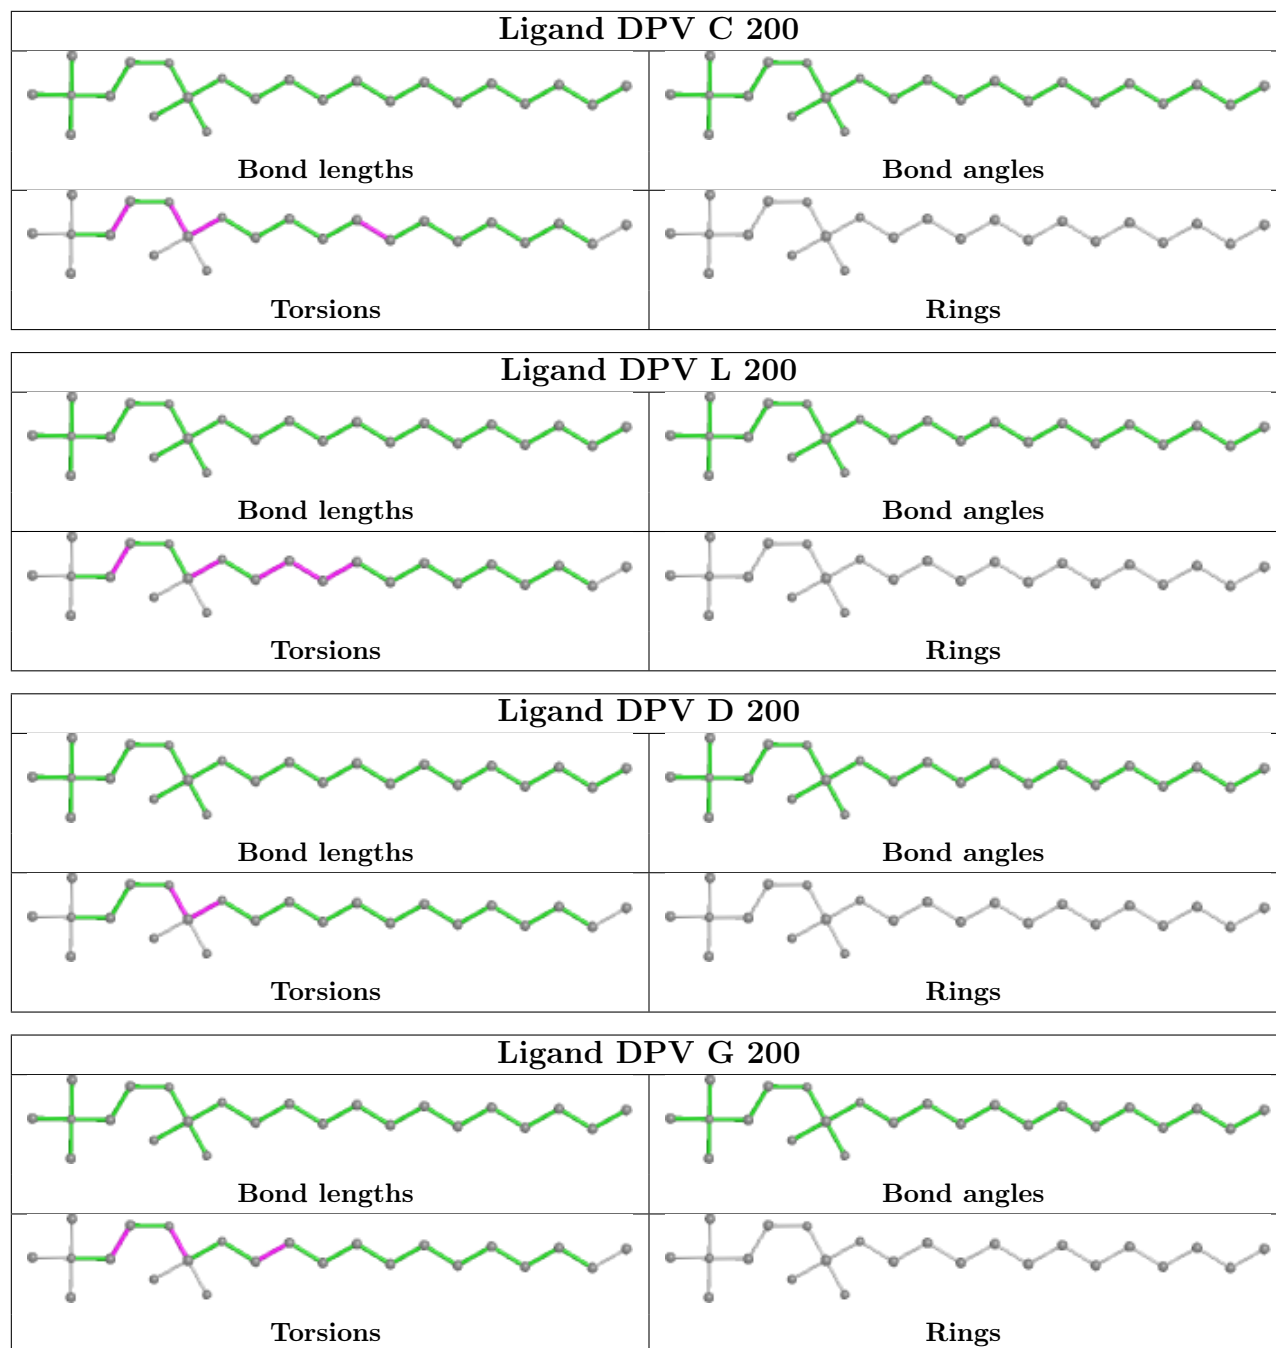 Ligand DPV C 200
Bond lengths
Bond angles
Torsions
Rings
Ligand DPV L 200
Bond lengths
Bond angles
Torsions
Rings
Ligand DPV D 200
Bond lengths
Bond angles
Torsions
Rings
Ligand DPV G 200
Bond lengths
Bond angles
Torsions
Rings